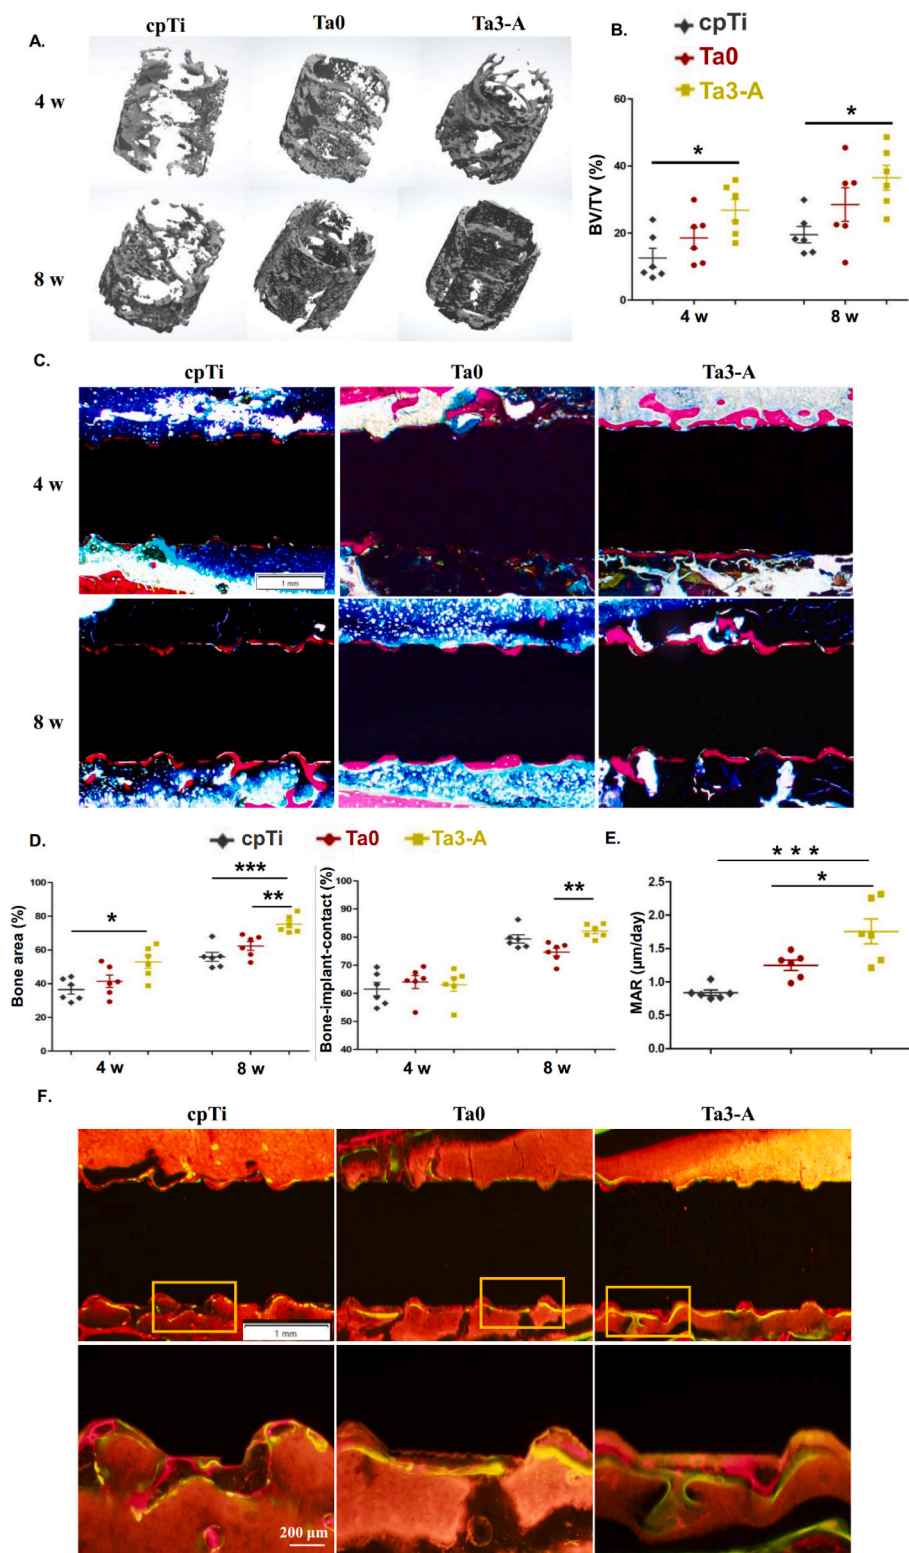 A.
cpTi
Ta0
Ta3-A
4 w
8 w
B.
cpTi
Ta0
Ta3-A
BV/TV (%)
60
40
20
0
*
*
4 w
8 w
C.
cpTi
Ta0
Ta3-A
4 w
1 mm
8 w
D.
cpTi
Ta0
Ta3-A
Bone area (%)
100
80
60
40
20
0
*
***
**
4 w
8 w
Bone-implant-contact (%)
100
90
80
70
60
50
40
**
4 w
8 w
E.
MAR (μm/day)
2.5
2.0
1.5
1.0
0.5
0.0
* * *
*
F.
cpTi
Ta0
Ta3-A
1 mm
200 μm